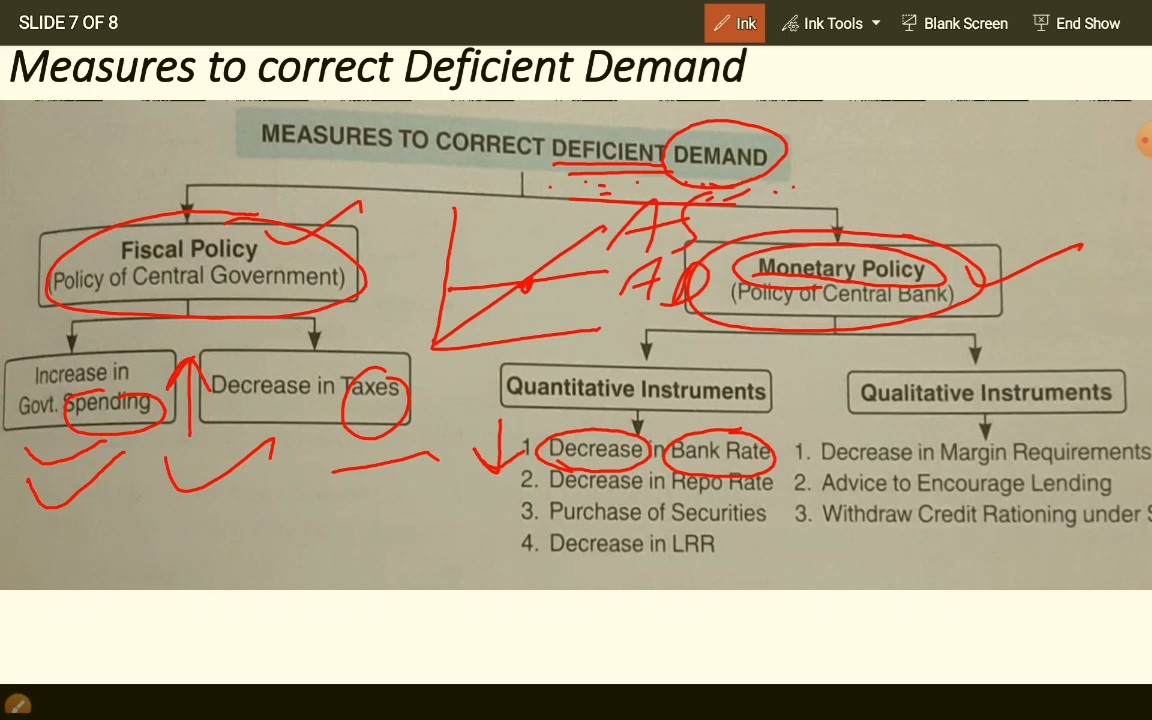 SLIDE 7 OF 8
Ink
Ink Tools
Blank Screen
End Show
Measures to correct Deficient Demand
MEASURES TO CORRECT DEFICIENT DEMAND
Fiscal Policy
(Policy of Central Government)
AS
AD
Monetary Policy
(Policy of Central Bank)
Increase in
Govt. Spending
Decrease in Taxes
Quantitative Instruments
1. Decrease in Bank Rate
2. Decrease in Repo Rate
3. Purchase of Securities
4. Decrease in LRR
Qualitative Instruments
1. Decrease in Margin Requirements
2. Advice to Encourage Lending
3. Withdraw Credit Rationing under